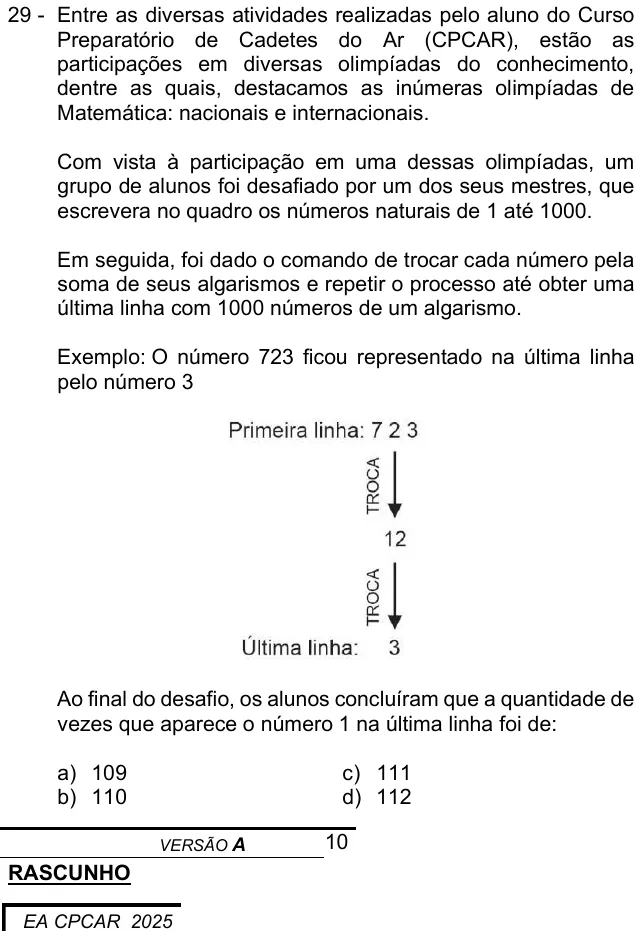 29 - Entre as diversas atividades realizadas pelo aluno do Curso
Preparatório de Cadetes do Ar (CPCAR), estão as
participações em diversas olimpíadas do conhecimento,
dentre as quais, destacamos as inúmeras olimpíadas de
Matemática: nacionais e internacionais.
Com vista à participação em uma dessas olimpíadas, um
grupo de alunos foi desafiado por um dos seus mestres, que
escrevera no quadro os números naturais de 1 até 1000.
Em seguida, foi dado o comando de trocar cada número pela
soma de seus algarismos e repetir o processo até obter uma
última linha com 1000 números de um algarismo.
Exemplo: O número 723 ficou representado na última linha
pelo número 3
Primeira linha: 7 2 3
TROCA
12
TROCA
Última linha: 3
Ao final do desafio, os alunos concluíram que a quantidade de
vezes que aparece o número 1 na última linha foi de:
a) 109 c) 111
b) 110 d) 112
VERSÃO A 10
RASCUNHO
EA CPCAR 2025